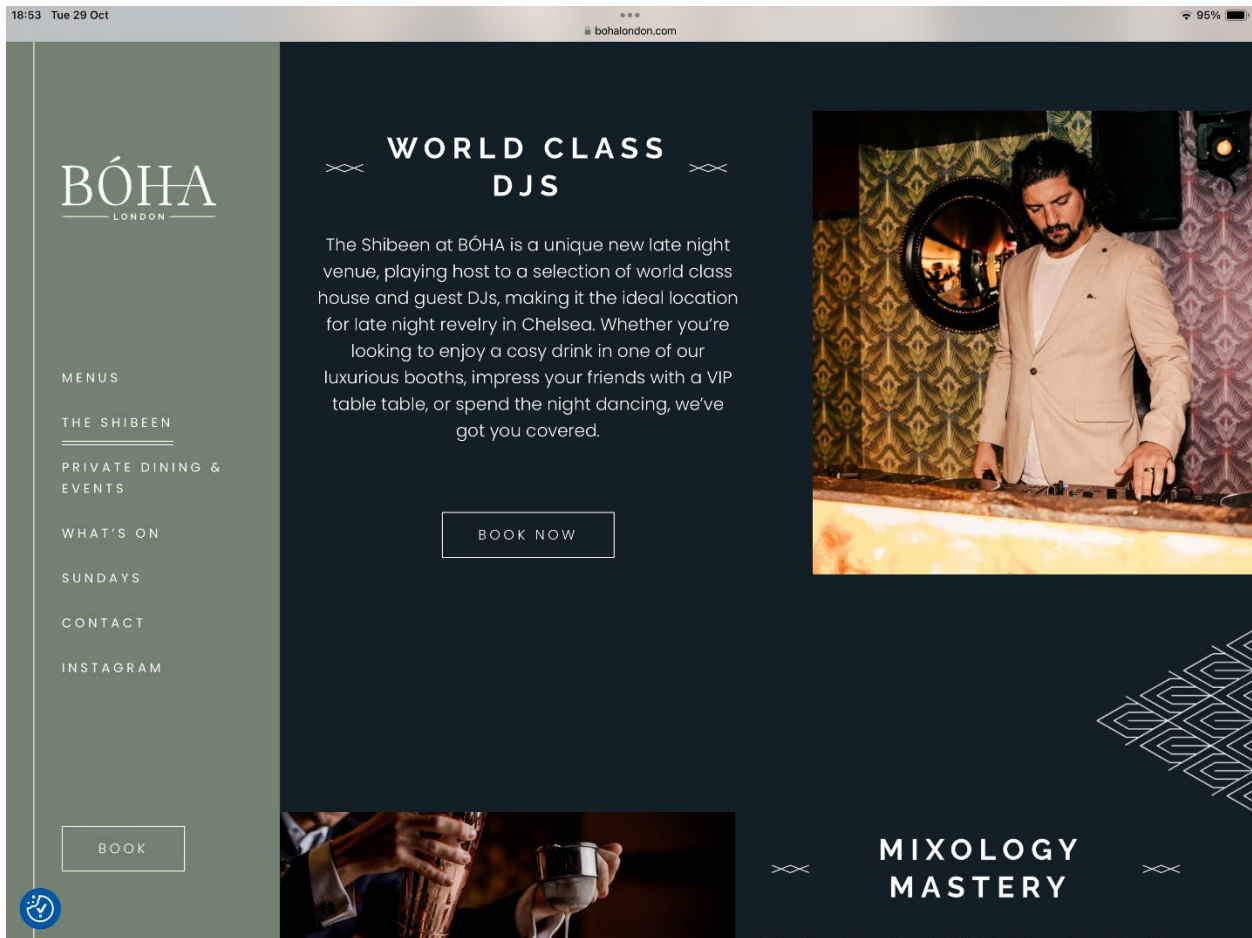 18:53 Tue 29 Oct
95%
bohalondon.com
BÓHA
LONDON
MENUS
THE SHIBEEN
PRIVATE DINING &
EVENTS
WHAT'S ON
SUNDAYS
CONTACT
INSTAGRAM
BOOK
WORLD CLASS
DJS
The Shibeen at BÓHA is a unique new late night
venue, playing host to a selection of world class
house and guest DJs, making it the ideal location
for late night revelry in Chelsea. Whether you're
looking to enjoy a cosy drink in one of our
luxurious booths, impress your friends with a VIP
table table, or spend the night dancing, we've
got you covered.
BOOK NOW
MIXOLOGY
MASTERY